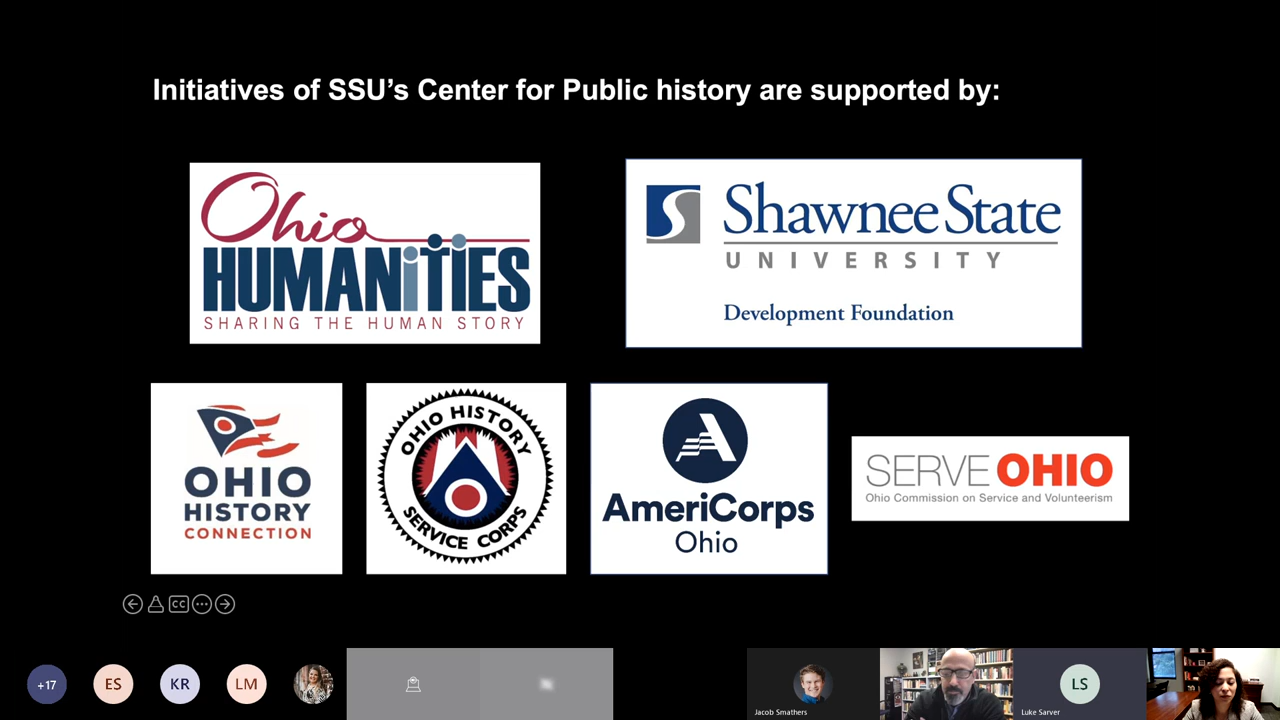 Initiatives of SSU’s Center for Public history are supported by:
Ohio
HUMANiTiES
SHARING THE HUMAN STORY
Shawnee State
UNIVERSITY
Development Foundation
OHIO
HISTORY
CONNECTION
OHIO HISTORY
SERVICE CORPS
A
AmeriCorps
Ohio
SERVE OHIO
Ohio Commission on Service and Volunteerism
CC
+17
ES
KR
LM
Jacob Smathers
LS
Luke Sarver